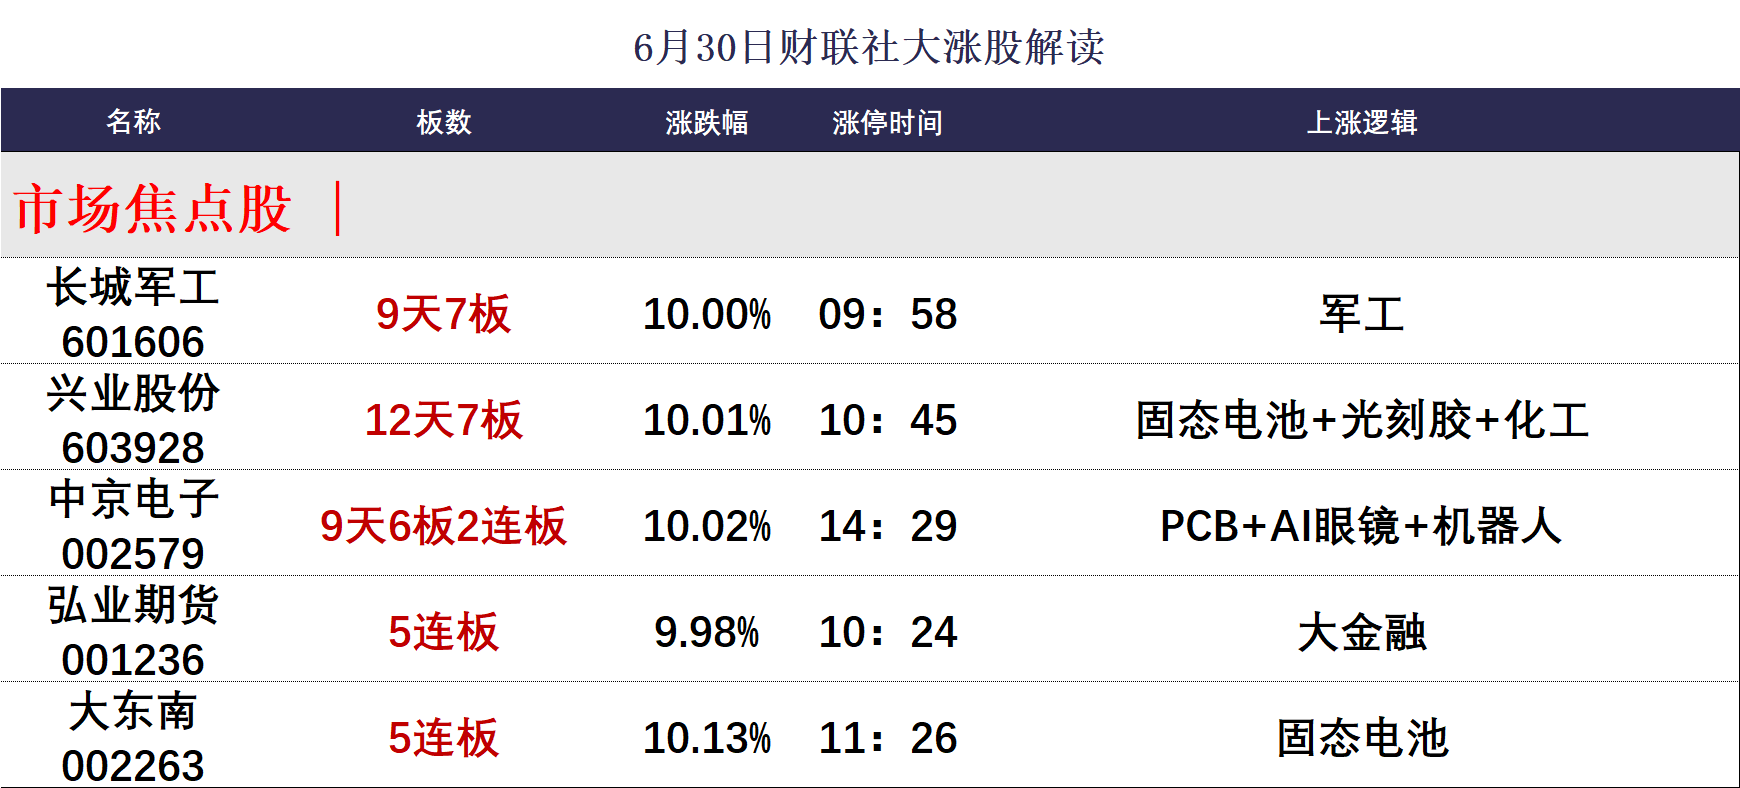 6月30日财联社大涨股解读
名称 板数 涨跌幅 涨停时间 上涨逻辑
市场焦点股 |
长城军工
601606 9天7板 10.00% 09：58 军工
兴业股份
603928 12天7板 10.01% 10：45 固态电池+光刻胶+化工
中京电子
002579 9天6板2连板 10.02% 14：29 PCB+AI眼镜+机器人
弘业期货
001236 5连板 9.98% 10：24 大金融
大东南
002263 5连板 10.13% 11：26 固态电池